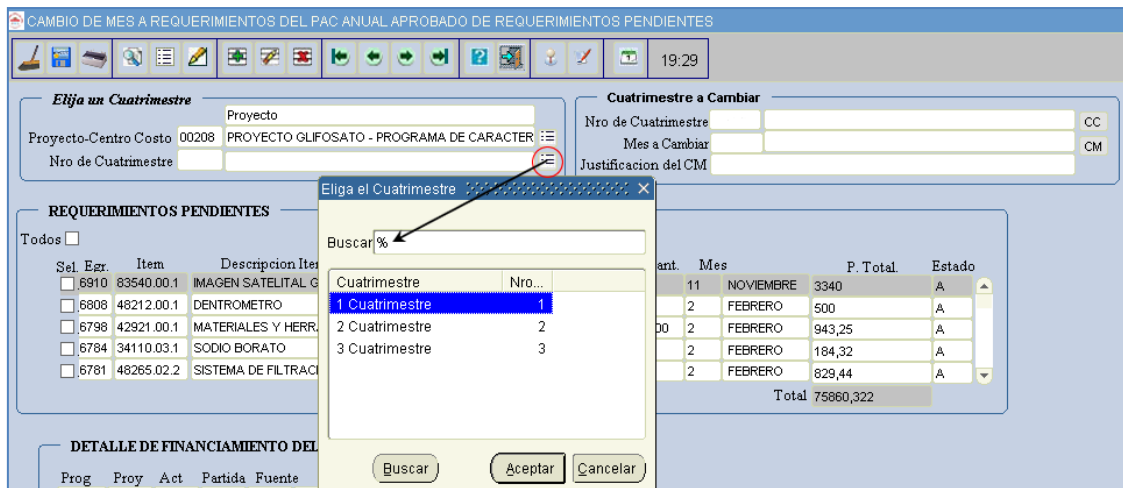 CAMBIO DE MES A REQUERIMIENTOS DEL PAC ANUAL APROBADO DE REQUERIMIENTOS PENDIENTES
19:29
Elija un Cuatrimestre
Proyecto
Proyecto-Centro Costo 00208 PROYECTO GLIFOSATO - PROGRAMA DE CARACTER
Nro de Cuatrimestre
Cuatrimestre a Cambiar
Nro de Cuatrimestre CC
Mes a Cambiar CM
Justificacion del CM
Eliga el Cuatrimestre
Buscar %
Cuatrimestre Nro...
1 Cuatrimestre 1
2 Cuatrimestre 2
3 Cuatrimestre 3
Buscar Aceptar Cancelar
REQUERIMIENTOS PENDIENTES
Todos
Sel. Egr. Item Descripcion Iter ant. Mes P. Total. Estado
6910 83540.00.1 IMAGEN SATELITAL G 11 NOVIEMBRE 3340 A
6808 48212.00.1 DENTROMETRO 2 FEBRERO 500 A
6798 42921.00.1 MATERIALES Y HERR. 00 2 FEBRERO 943,25 A
6784 34110.03.1 SODIO BORATO 2 FEBRERO 184,32 A
6781 48265.02.2 SISTEMA DE FILTRACI 2 FEBRERO 829,44 A
Total 75860,322
DETALLE DE FINANCIAMIENTO DEL
Prog Proy Act Partida Fuente